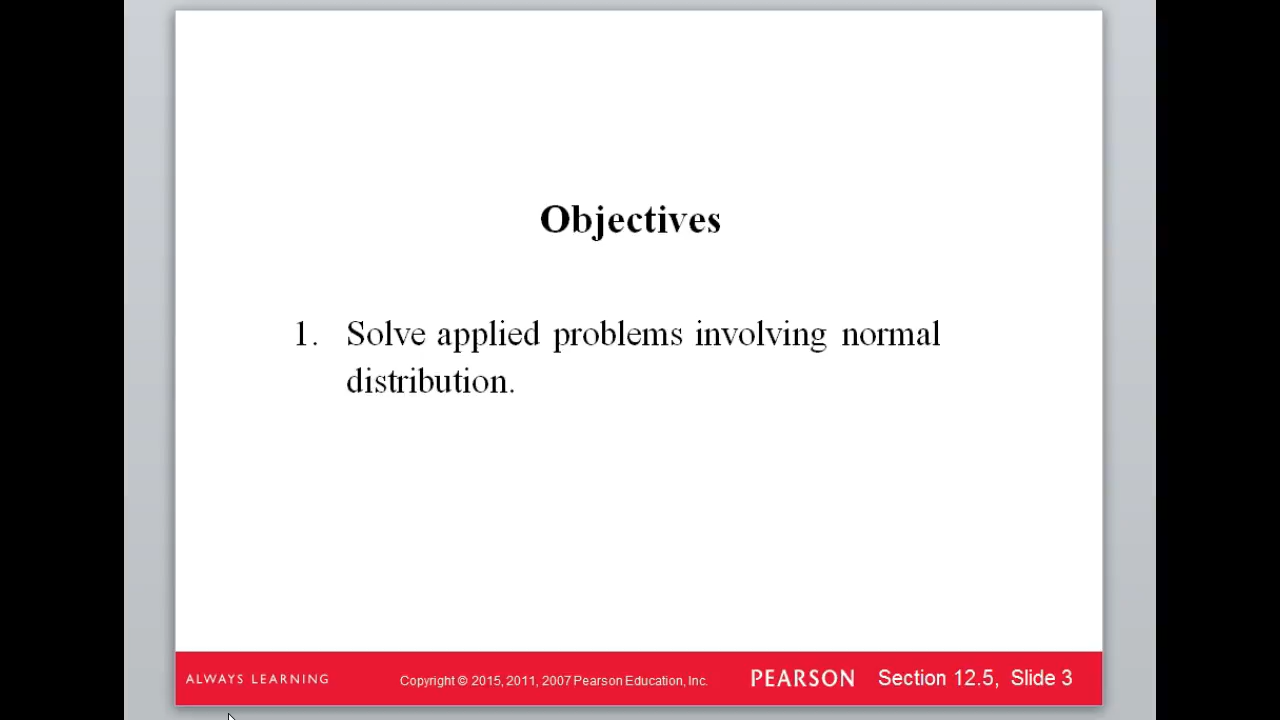 Objectives
1. Solve applied problems involving normal
distribution.
ALWAYS LEARNING
Copyright © 2015, 2011, 2007 Pearson Education, Inc.
PEARSON
Section 12.5, Slide 3